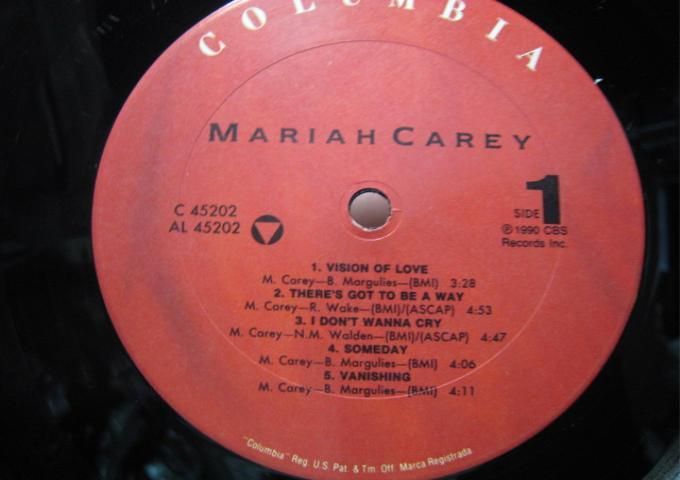 COLUMBIA
MARIAH CAREY
C 45202
AL 45202
SIDE 1
℗ 1990 CBS
Records Inc.
1. VISION OF LOVE
M. Carey—B. Margulies—(BMI) 3:28
2. THERE'S GOT TO BE A WAY
M. Carey—R. Wake—(BMI)/(ASCAP) 4:53
3. I DON'T WANNA CRY
M. Carey—N.M. Walden—(BMI)/(ASCAP) 4:47
4. SOMEDAY
M. Carey—B. Margulies—(BMI) 4:06
5. VANISHING
M. Carey—B. Margulies—(BMI) 4:11
"Columbia" Reg. U.S. Pat. & Tm. Off. Marca Registrada